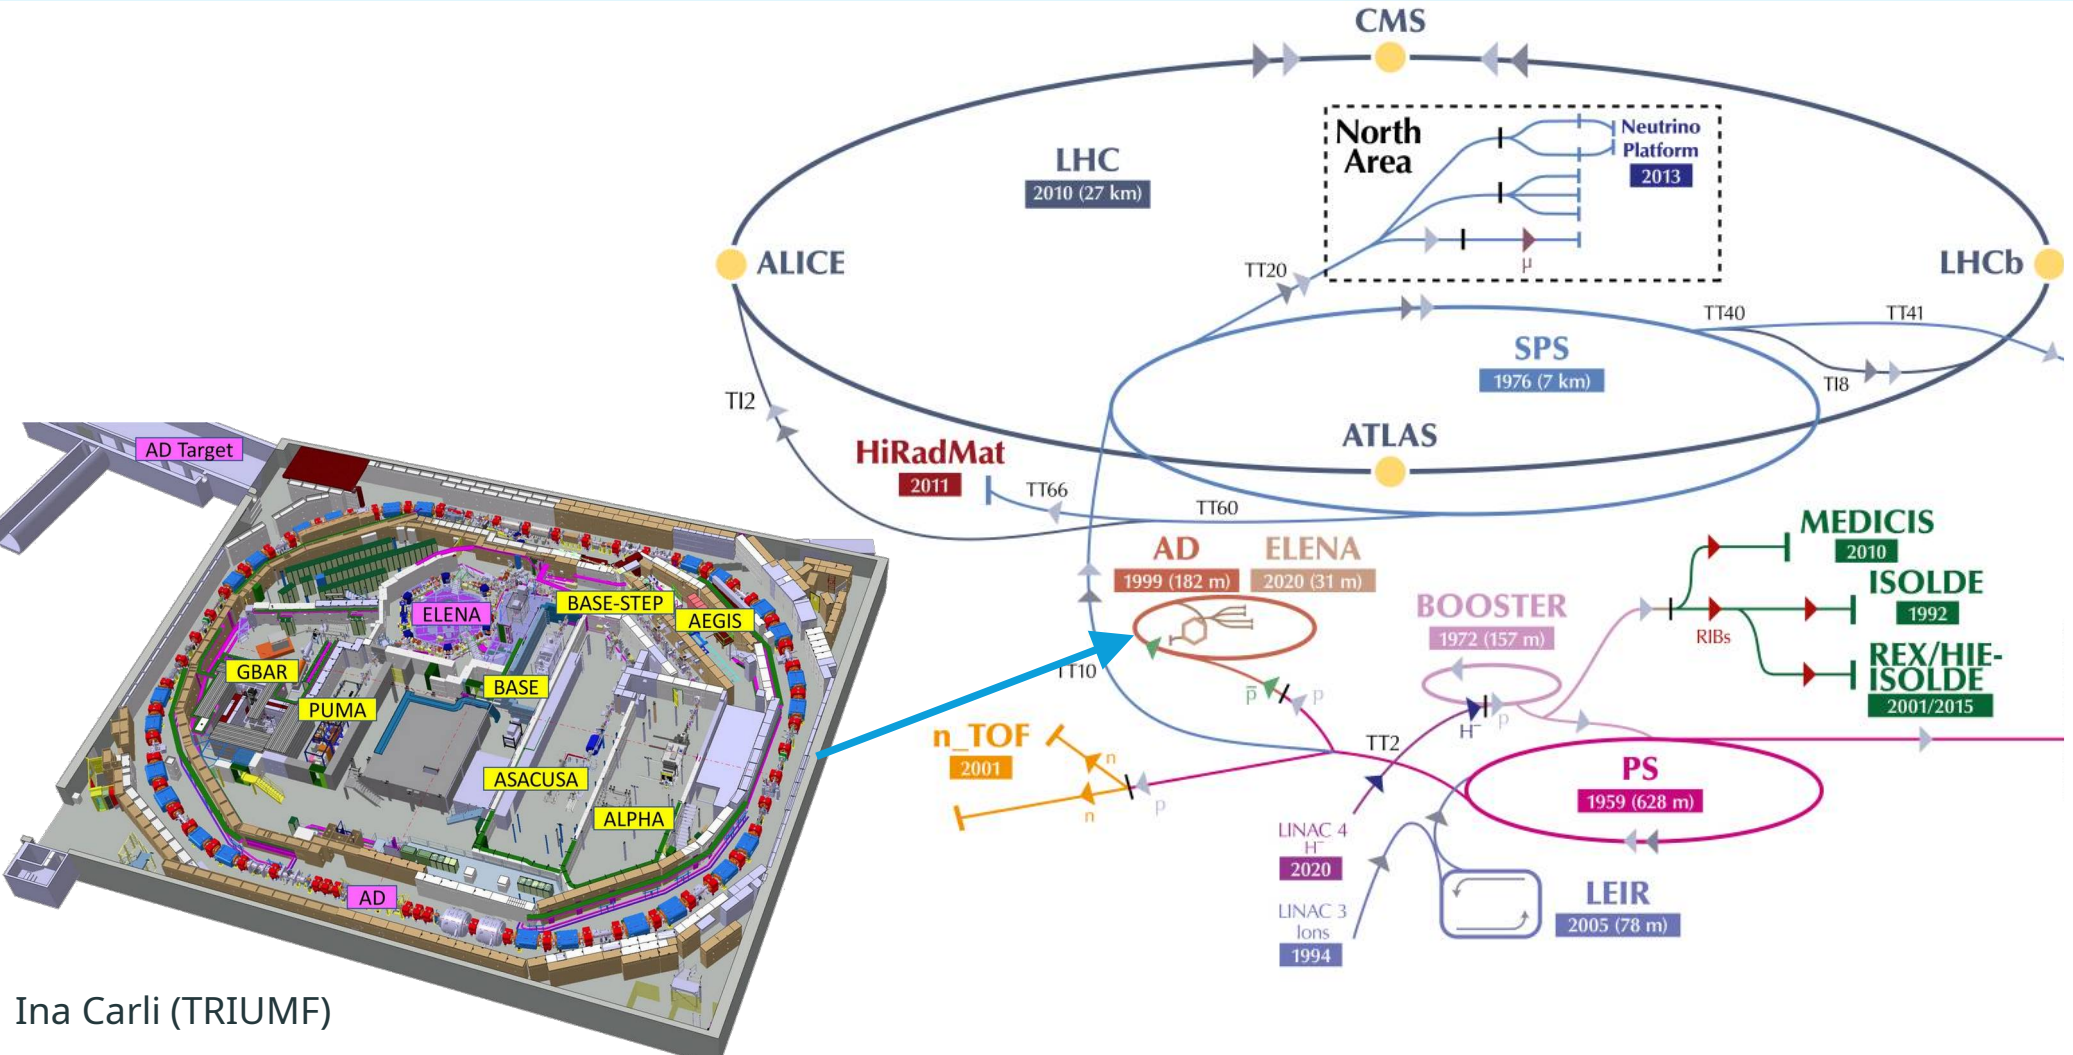 CMS
North
Area
Neutrino
Platform
2013
LHC
2010 (27 km)
ALICE
LHCb
μ
TT20
TT40
TT41
SPS
1976 (7 km)
TI8
TI2
ATLAS
HiRadMat
2011
TT66
TT60
AD
1999 (182 m)
ELENA
2020 (31 m)
MEDICIS
2010
ISOLDE
1992
RIBs
REX/HIE-
ISOLDE
2001/2015
BOOSTER
1972 (157 m)
TT10
p̅
p
H⁻
p
TT2
n_TOF
2001
n
n
p
PS
1959 (628 m)
LINAC 4
H⁻
2020
LINAC 3
Ions
1994
LEIR
2005 (78 m)
AD Target
ELENA
BASE-STEP
AEGIS
GBAR
BASE
PUMA
ASACUSA
ALPHA
AD
Ina Carli (TRIUMF)